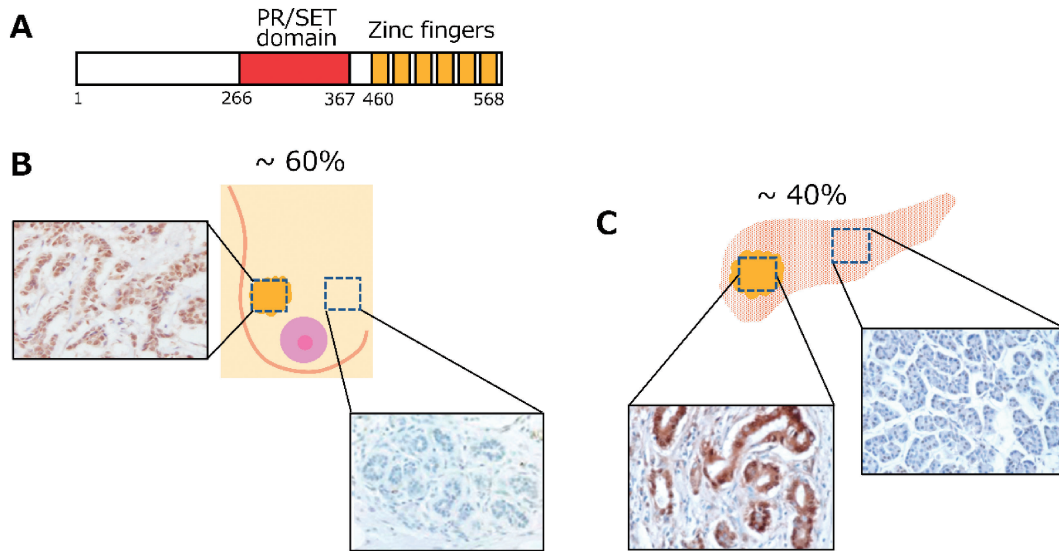 A
PR/SET
domain
Zinc fingers
1
266
367
460
568
B
~ 60%
C
~ 40%